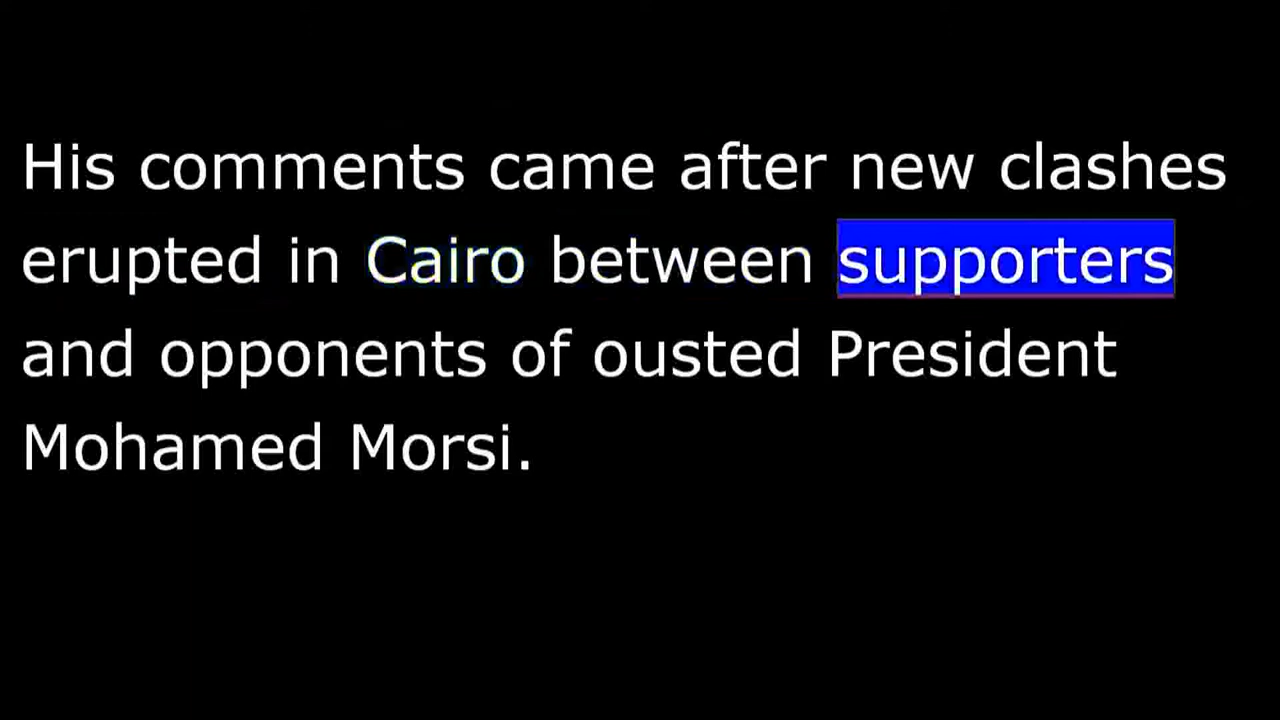 His comments came after new clashes
erupted in Cairo between supporters
and opponents of ousted President
Mohamed Morsi.